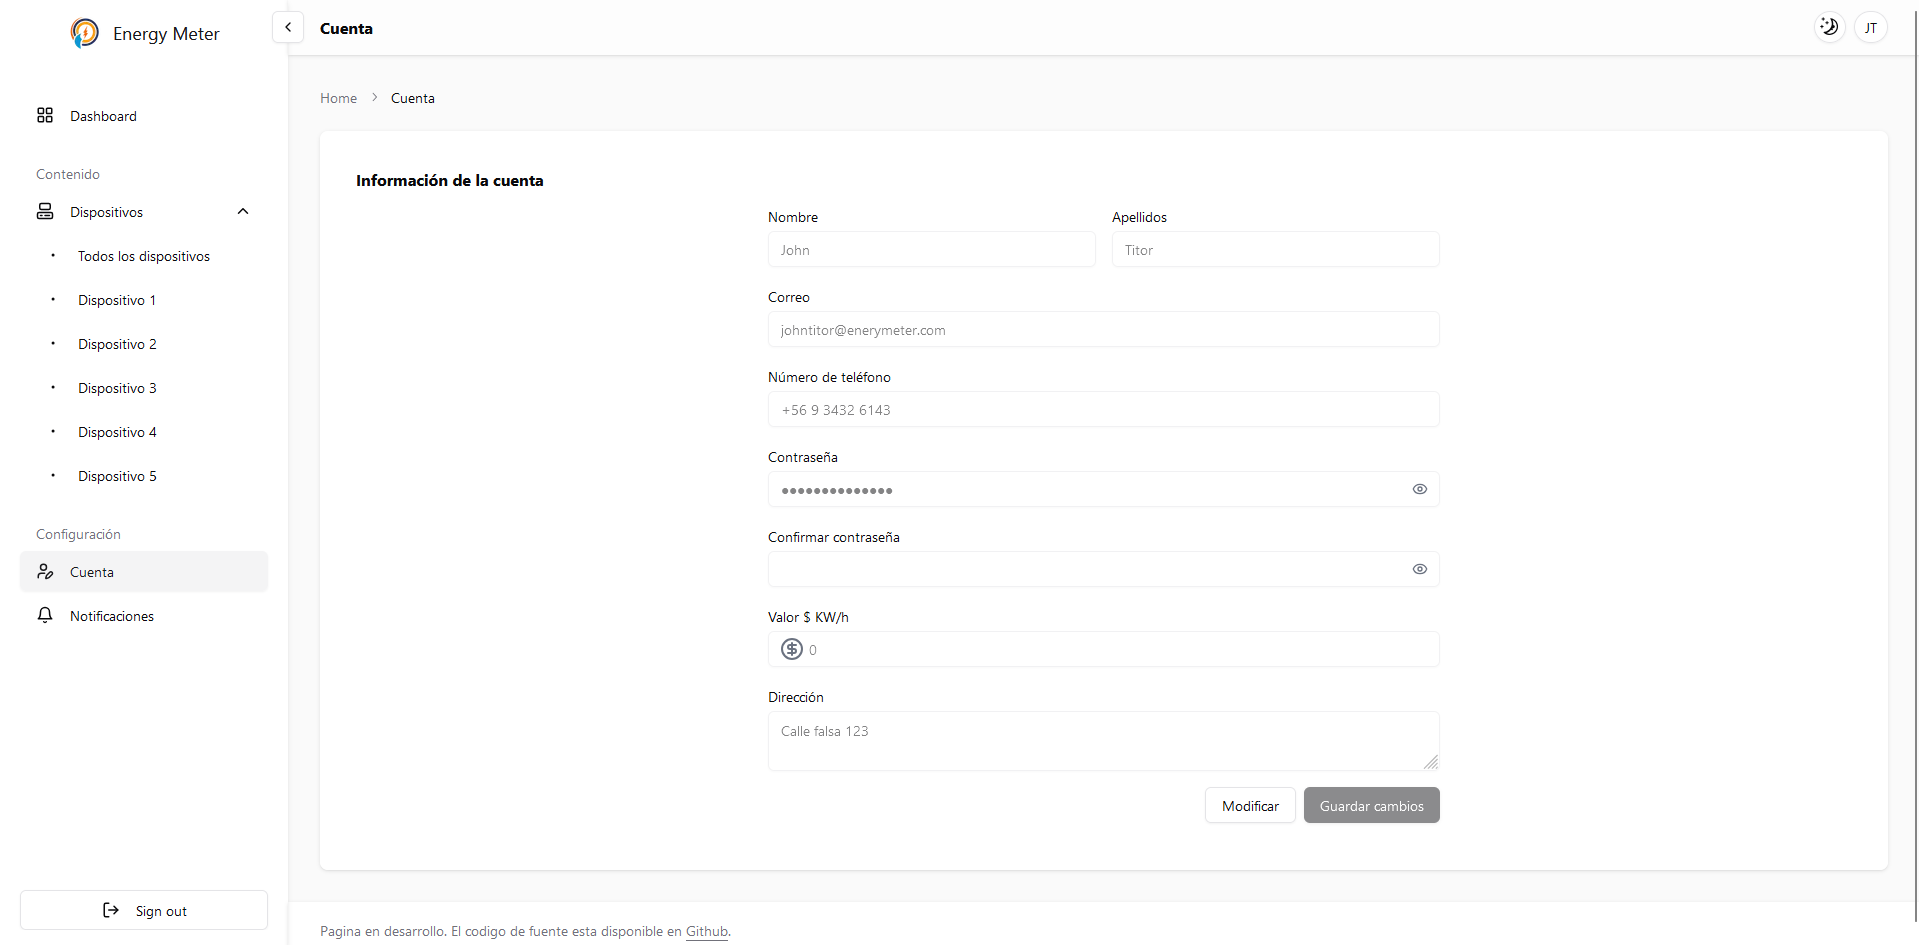 Energy Meter
Cuenta
JT
Home > Cuenta
Dashboard
Contenido
Dispositivos
• Todos los dispositivos
• Dispositivo 1
• Dispositivo 2
• Dispositivo 3
• Dispositivo 4
• Dispositivo 5
Configuración
Cuenta
Notificaciones
Sign out
Información de la cuenta
Nombre
John
Apellidos
Titor
Correo
johntitor@enerymeter.com
Número de teléfono
+56 9 3432 6143
Contraseña
••••••••••••••
Confirmar contraseña
Valor $ KW/h
$ 0
Dirección
Calle falsa 123
Modificar
Guardar cambios
Pagina en desarrollo. El codigo de fuente esta disponible en Github.